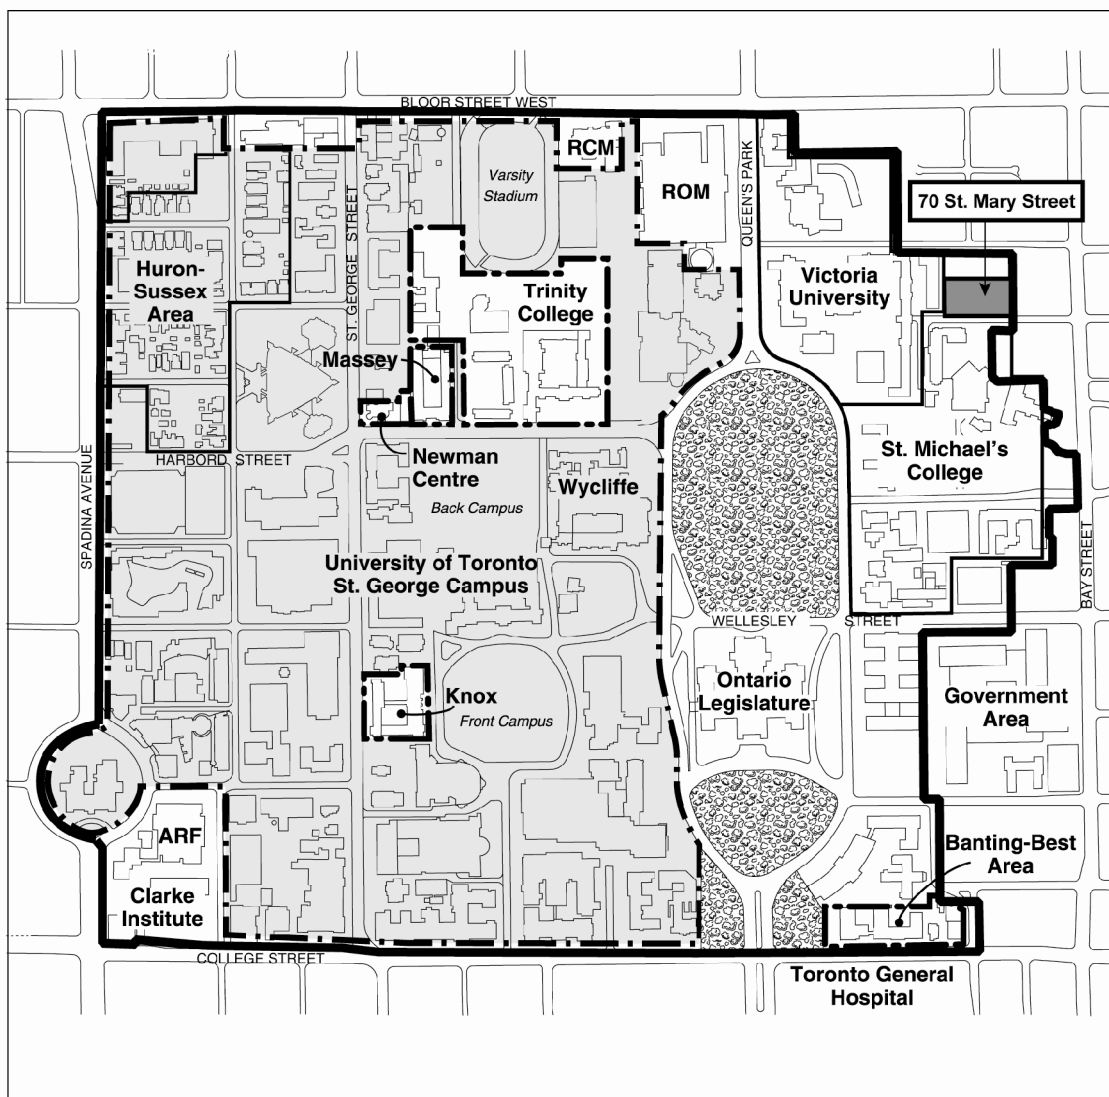 BLOOR STREET WEST
RCM
Varsity
Stadium
ROM
QUEEN'S PARK
70 St. Mary Street
ST. GEORGE STREET
Huron-
Sussex
Area
Trinity
College
Victoria
University
Massey
Newman
Centre
HARBORD STREET
SPADINA AVENUE
Back Campus
Wycliffe
St. Michael's
College
University of Toronto
St. George Campus
BAY STREET
WELLESLEY STREET
Knox
Front Campus
Ontario
Legislature
Government
Area
ARF
Clarke
Institute
Banting-Best
Area
COLLEGE STREET
Toronto General
Hospital